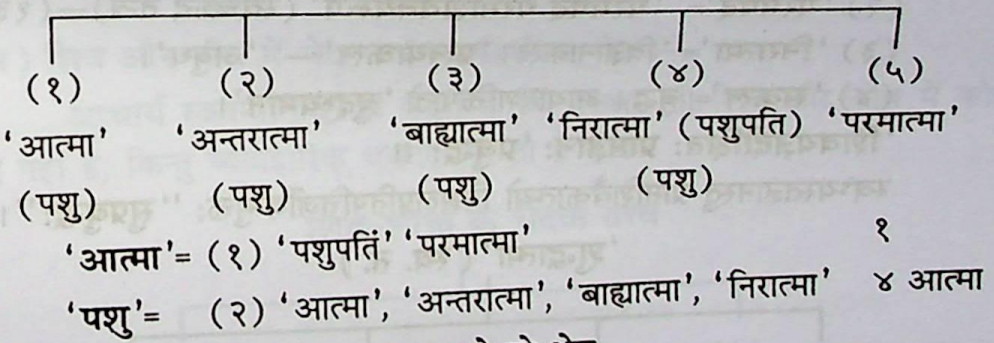 (१) (२) (३) (४) (५)
'आत्मा' 'अन्तरात्मा' 'बाह्यात्मा' 'निरात्मा' (पशुपति) 'परमात्मा'
(पशु) (पशु) (पशु) (पशु)
'आत्मा'= (१) 'पशुपतिं' 'परमात्मा' १
'पशु'= (२) 'आत्मा', 'अन्तरात्मा', 'बाह्यात्मा', 'निरात्मा' ४ आत्मा